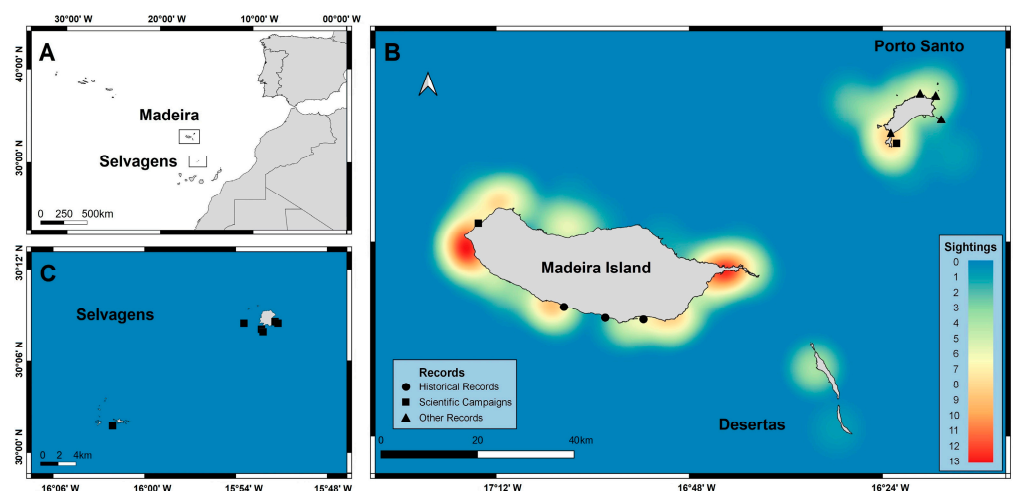 30°00' W 20°00' W 10°00' W 00°00' W
A
40°00' N
30°00' N
Madeira
Selvagens
0 250 500km
C
30°12' N
30°06' N
30°00' N
Selvagens
0 2 4km
16°06' W 16°00' W 15°54' W 15°48' W
B
Porto Santo
Madeira Island
Desertas
Records
Historical Records
Scientific Campaigns
Other Records
0 20 40km
17°12' W 16°48' W 16°24' W
Sightings
0
1
2
3
4
5
6
7
0
9
10
11
12
13